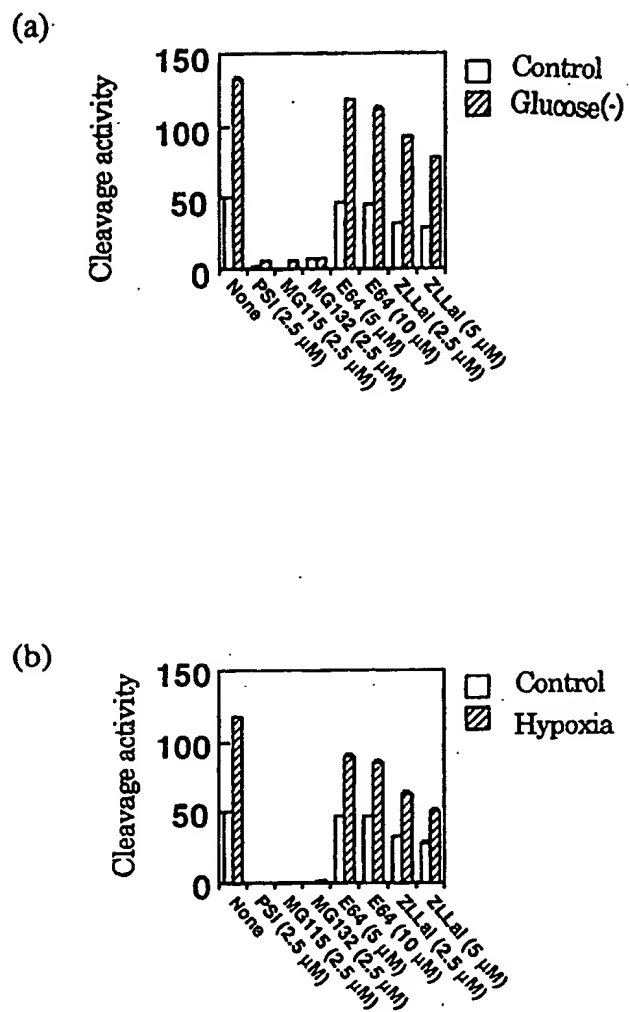 (a)
Cleavage activity
150
100
50
0
Control
Glucose(-)
None
PSI (2.5 μM)
MG115 (2.5 μM)
MG132 (2.5 μM)
E64 (5 μM)
E64 (10 μM)
ZLLal (2.5 μM)
ZLLal (5 μM)
(b)
Cleavage activity
150
100
50
0
Control
Hypoxia
None
PSI (2.5 μM)
MG115 (2.5 μM)
MG132 (2.5 μM)
E64 (5 μM)
E64 (10 μM)
ZLLal (2.5 μM)
ZLLal (5 μM)